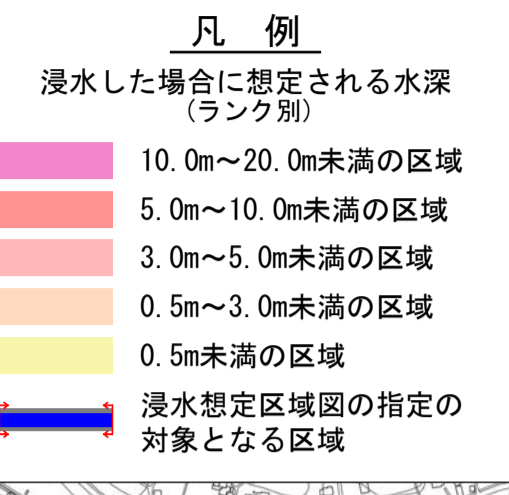 凡　例
浸水した場合に想定される水深
(ランク別)
10.0m～20.0m未満の区域
5.0m～10.0m未満の区域
3.0m～5.0m未満の区域
0.5m～3.0m未満の区域
0.5m未満の区域
浸水想定区域図の指定の
対象となる区域